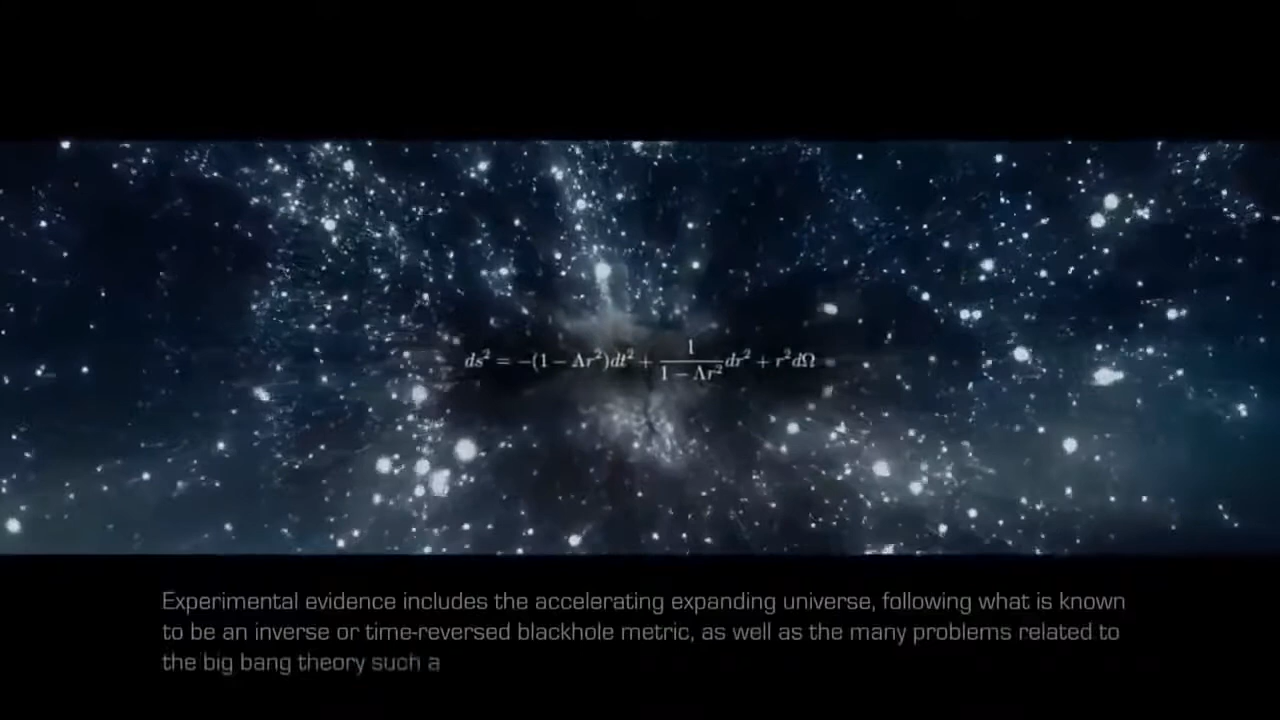 ds² = −(1 − Λr²)dt² + 1/(1 − Λr²) dr² + r²dΩ
Experimental evidence includes the accelerating expanding universe, following what is known
to be an inverse or time-reversed blackhole metric, as well as the many problems related to
the big bang theory such a